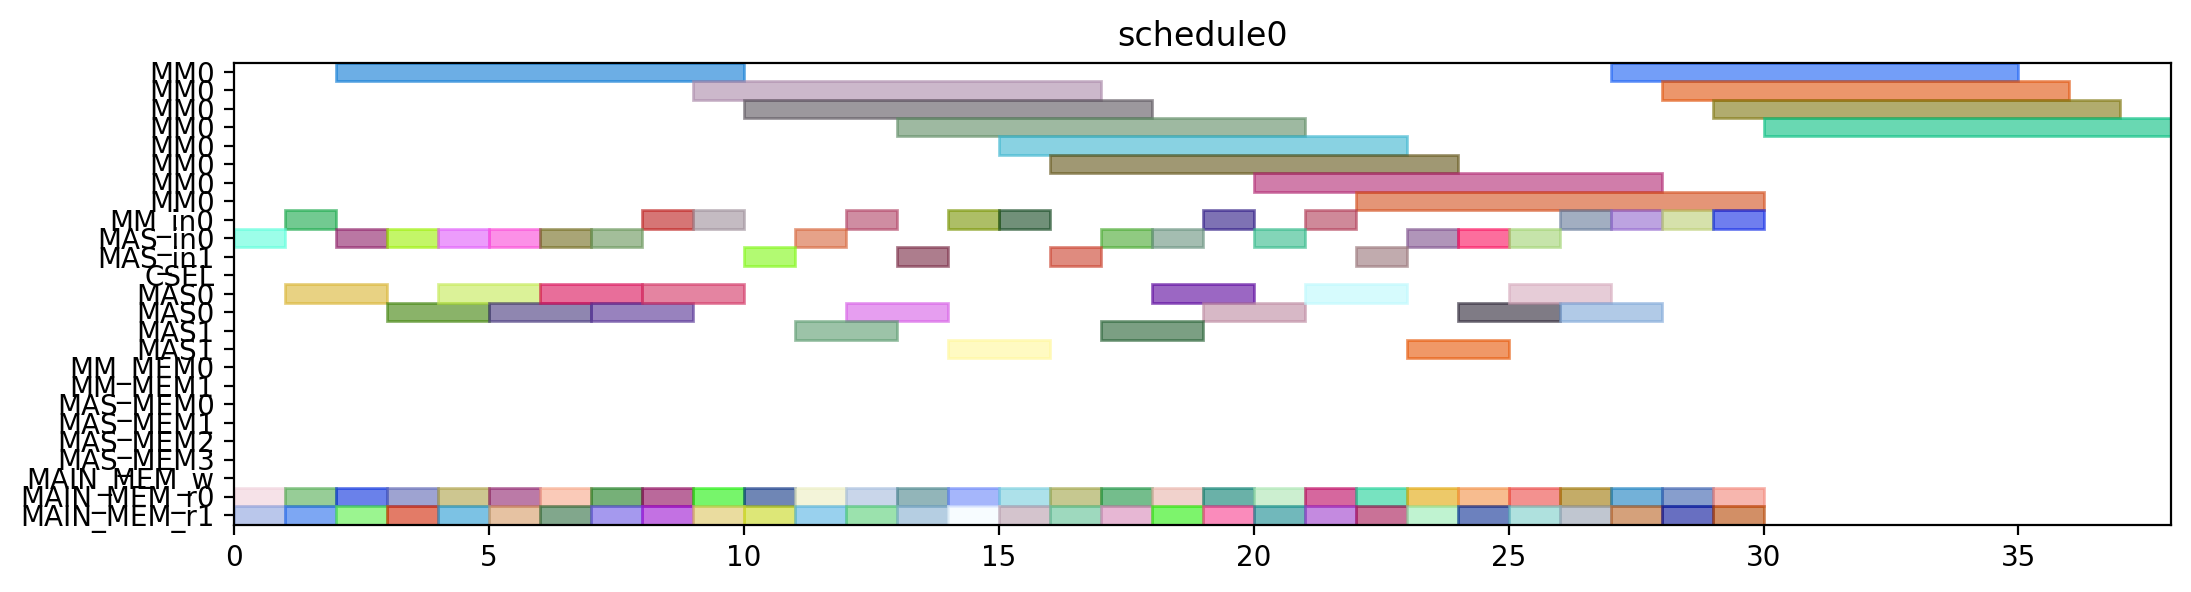 schedule0
MM0
MM0
MM0
MM0
MM0
MM0
MM0
MM0
MM_in0
MAS_in0
MAS_in1
CSEL
MAS0
MAS0
MAS1
MAS1
MM_MEM0
MM_MEM1
MAS_MEM0
MAS_MEM1
MAS_MEM2
MAS_MEM3
MAIN_MEM_w
MAIN_MEM_r0
MAIN_MEM_r1
0 5 10 15 20 25 30 35